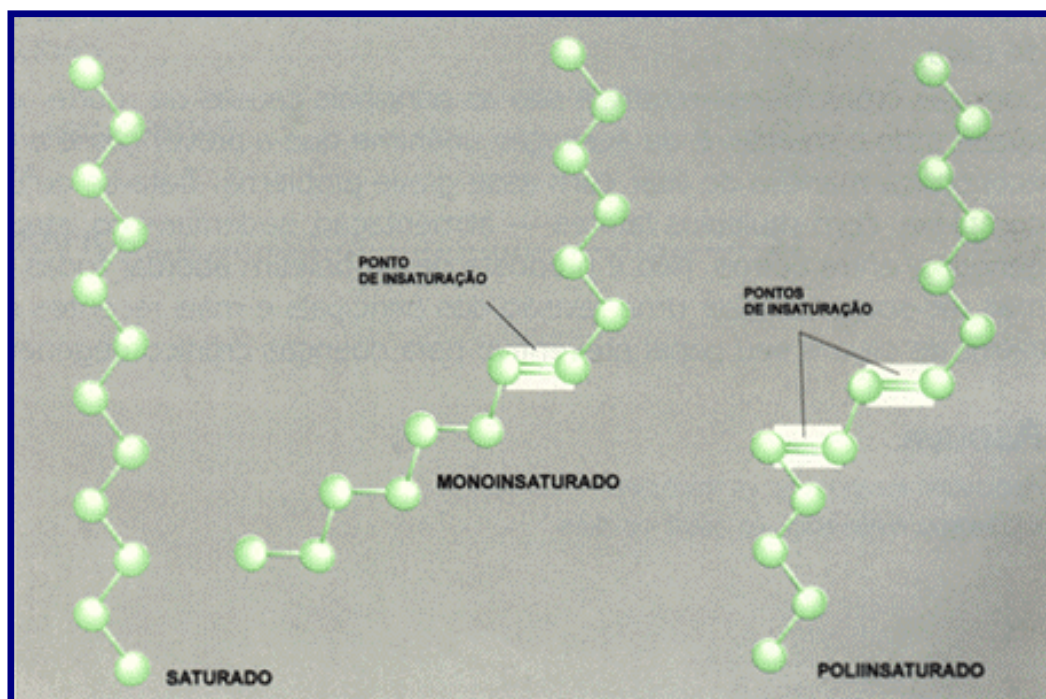 PONTO
DE INSATURAÇÃO
PONTOS
DE INSATURAÇÃO
MONOINSATURADO
SATURADO
POLIINSATURADO